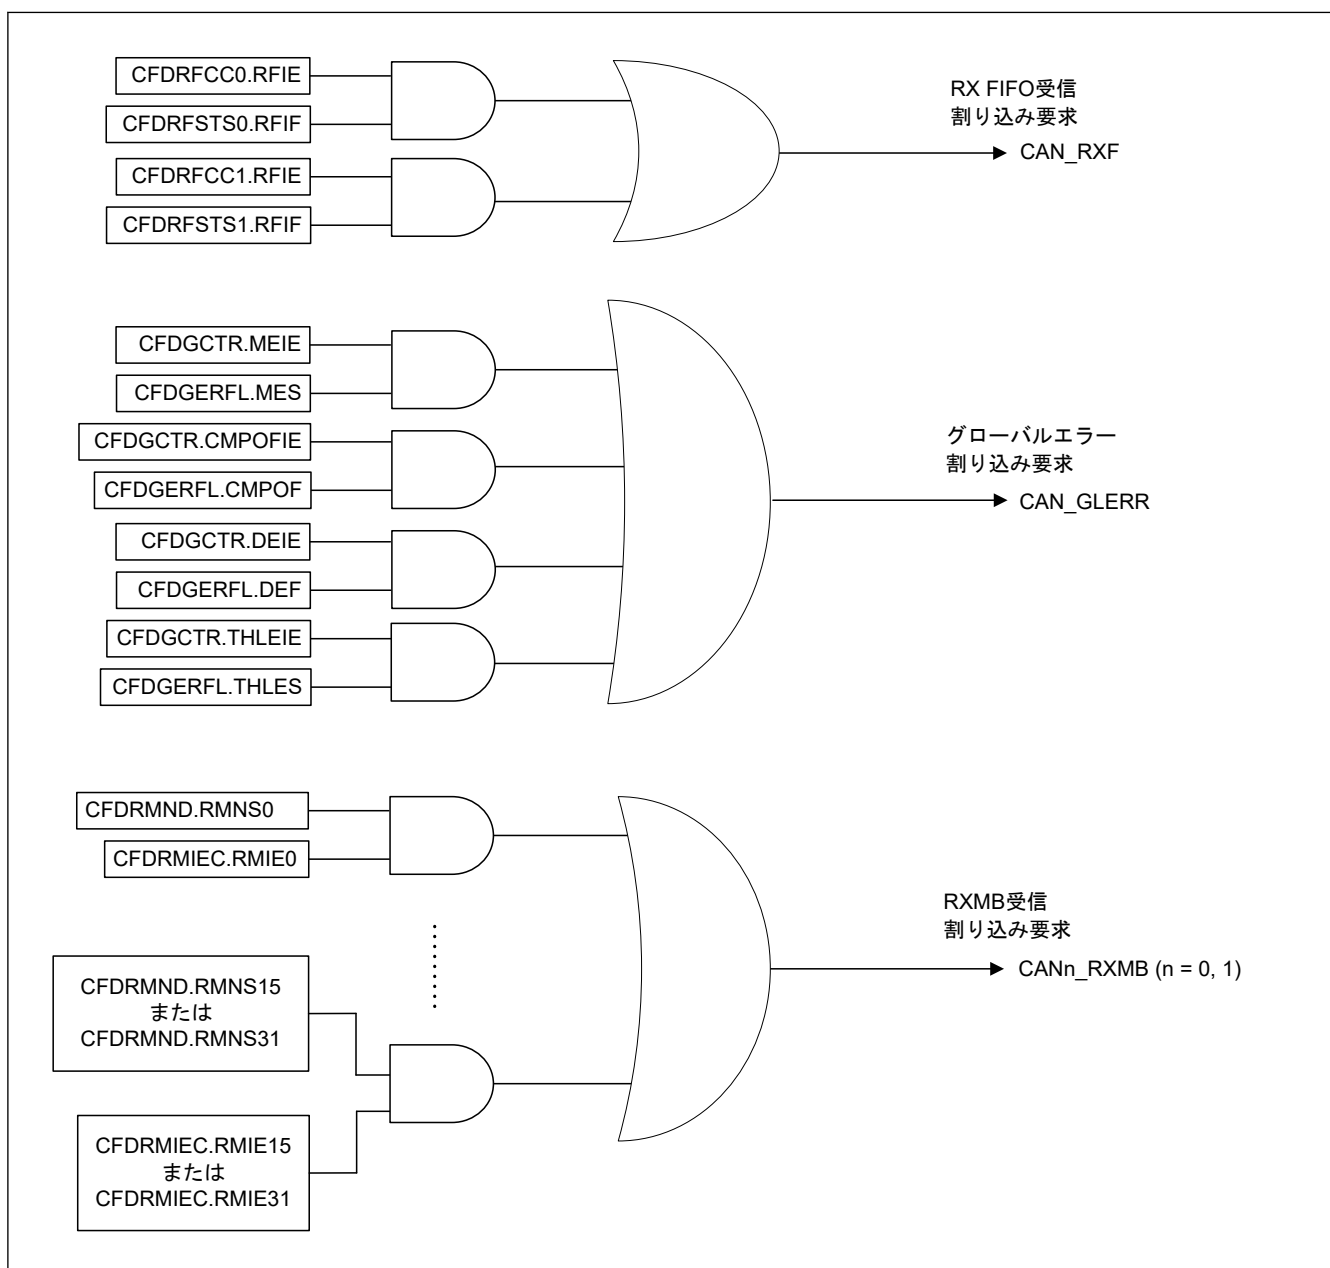 CFDRFCC0.RFIE
CFDRFSTS0.RFIF
CFDRFCC1.RFIE
CFDRFSTS1.RFIF
RX FIFO受信
割り込み要求
CAN_RXF
CFDGCTR.MEIE
CFDGERFL.MES
CFDGCTR.CMPOFIE
CFDGERFL.CMPOF
CFDGCTR.DEIE
CFDGERFL.DEF
CFDGCTR.THLEIE
CFDGERFL.THLES
グローバルエラー
割り込み要求
CAN_GLERR
CFDRMND.RMNS0
CFDRMIEC.RMIE0
CFDRMND.RMNS15
または
CFDRMND.RMNS31
CFDRMIEC.RMIE15
または
CFDRMIEC.RMIE31
RXMB受信
割り込み要求
CANn_RXMB (n = 0, 1)